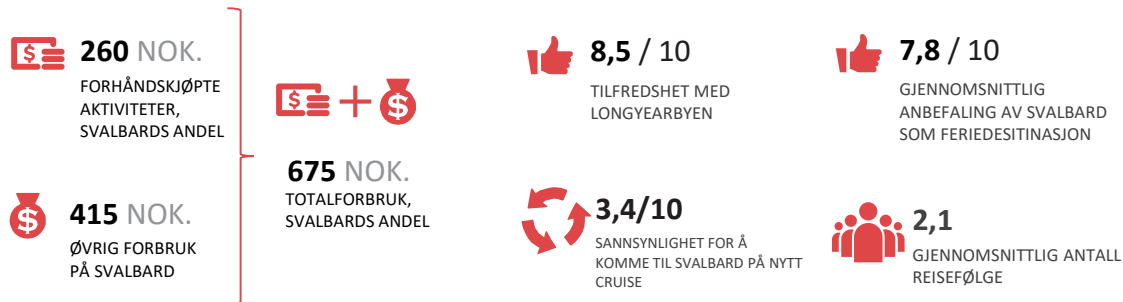 260 NOK.
FORHÅNDSKJØPTE
AKTIVITETER,
SVALBARDS ANDEL
415 NOK.
ØVRIG FORBRUK
PÅ SVALBARD
675 NOK.
TOTALFORBRUK,
SVALBARDS ANDEL
8,5 / 10
TILFREDSHET MED
LONGYEARBYEN
7,8 / 10
GJENNOMSNITTLIG
ANBEFALING AV SVALBARD
SOM FERIEDESITINASJON
3,4/10
SANNSYNLIGHET FOR Å
KOMME TIL SVALBARD PÅ NYTT
CRUISE
2,1
GJENNOMSNITTLIG ANTALL
REISEFØLGE